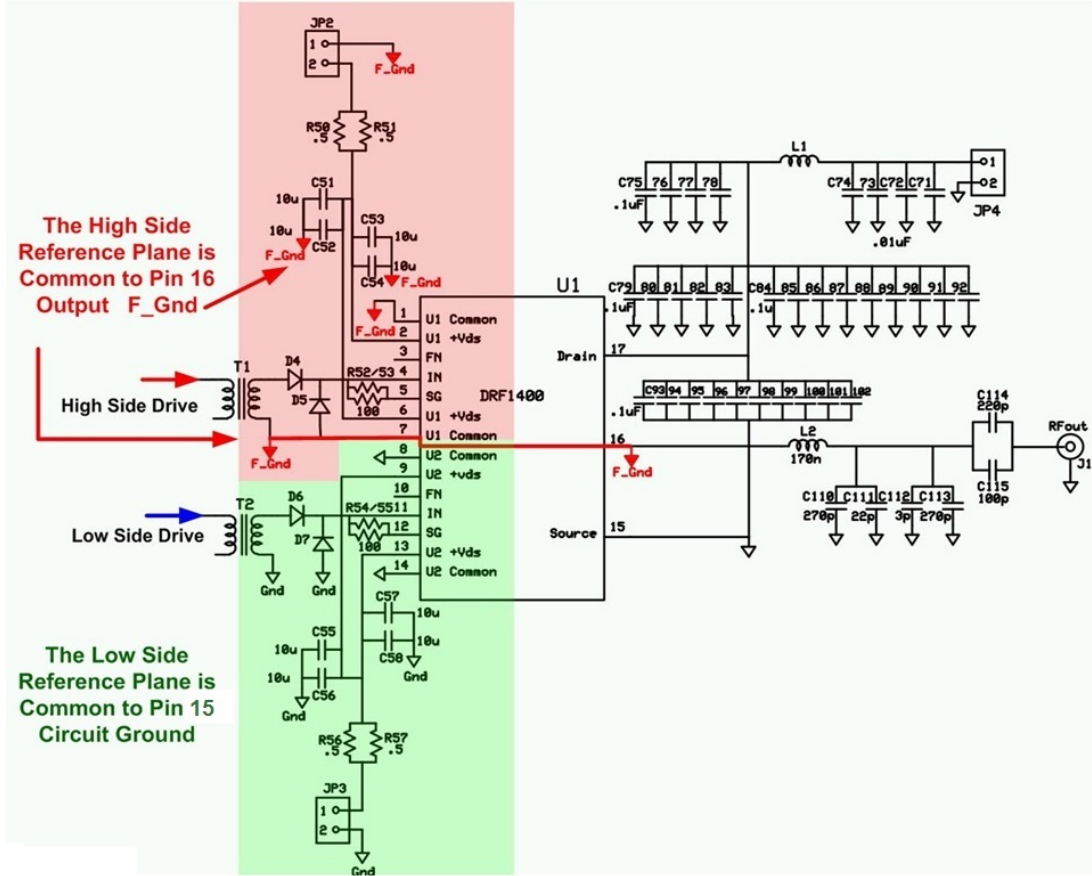 JP2
1
2
F_Gnd
R50
.5
R51
.5
C51
10u
10u
C52
F_Gnd
C53
10u
10u
C54
F_Gnd
F_Gnd
The High Side
Reference Plane is
Common to Pin 16
Output F_Gnd
T1
High Side Drive
D4
D5
R52/53
100
F_Gnd
1
2
3
4
5
6
7
8
9
10
11
12
13
14
U1 Common
U1 +Vds
FN
IN
SG
U1 +Vds
U1 Common
U2 Common
U2 +vds
FN
IN
SG
U2 +Vds
U2 Common
U1
DRF1400
Drain
17
16
F_Gnd
Source
15
L1
C75
76
77
78
.1uF
C74
73
C72
C71
.01uF
1
2
JP4
C79
80
81
82
83
.1uF
C84
85
86
87
88
89
90
91
92
.1u
C93
94
95
96
97
98
99
100
101
102
.1uF
L2
170n
C114
220p
C115
100p
RFout
J1
C110
270p
C111
22p
C112
3p
C113
270p
T2
Low Side Drive
D6
D7
R54/55
100
Gnd
Gnd
C57
10u
10u
C58
Gnd
C55
10u
10u
C56
Gnd
The Low Side
Reference Plane is
Common to Pin 15
Circuit Ground
R56
.5
R57
.5
JP3
1
2
Gnd